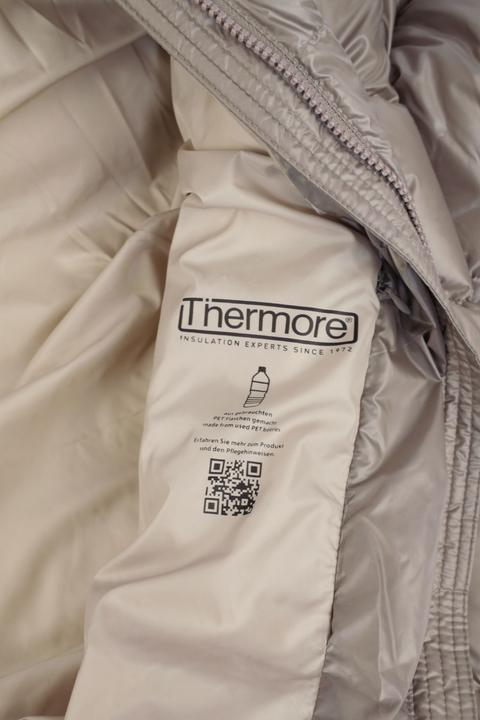 Thermore®
INSULATION EXPERTS SINCE 1972
aus gebrauchten
PET Flaschen gemacht
made from used PET bottles
Erfahren Sie mehr zum Produkt
und den Pflegehinweisen.